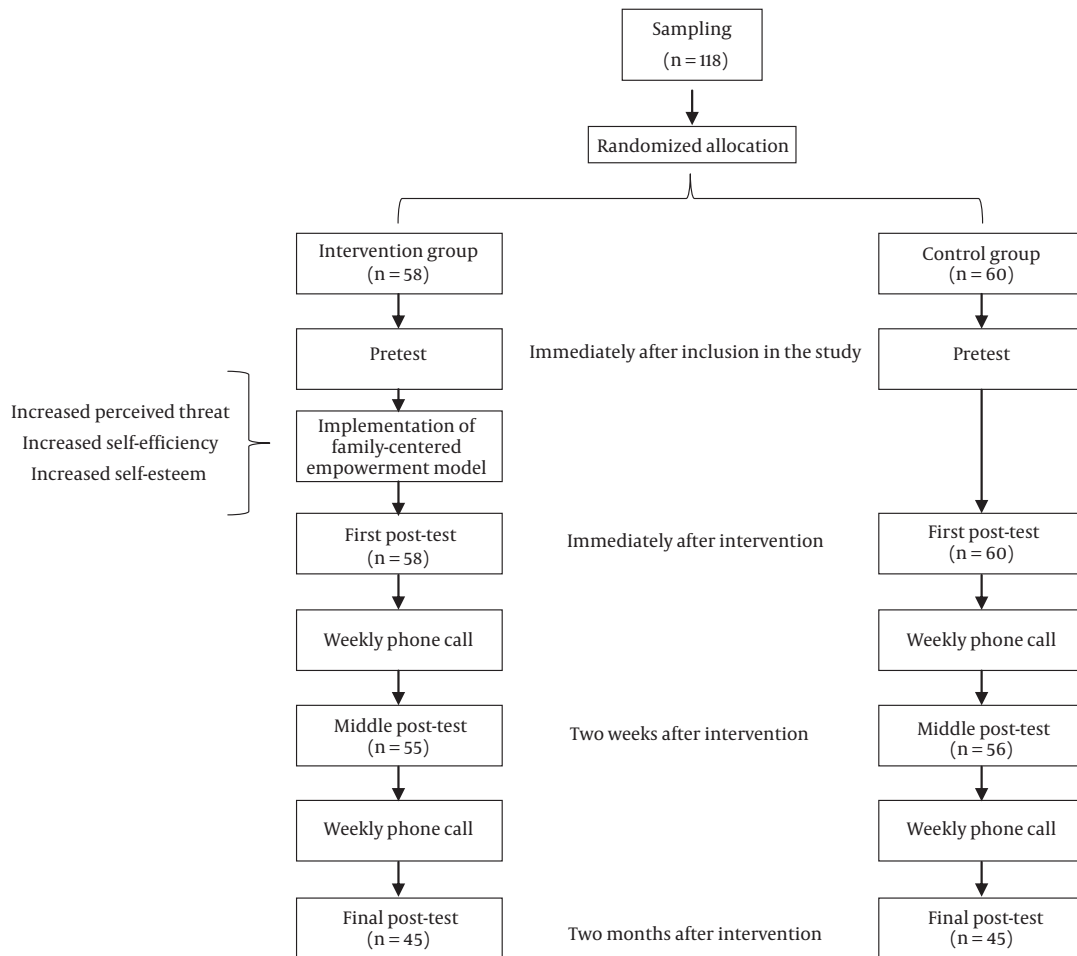 Sampling
(n = 118)
Randomized allocation
Intervention group
(n = 58)
Control group
(n = 60)
Pretest
Immediately after inclusion in the study
Pretest
Increased perceived threat
Increased self-efficiency
Increased self-esteem
Implementation of
family-centered
empowerment model
First post-test
(n = 58)
Immediately after intervention
First post-test
(n = 60)
Weekly phone call
Weekly phone call
Middle post-test
(n = 55)
Two weeks after intervention
Middle post-test
(n = 56)
Weekly phone call
Weekly phone call
Final post-test
(n = 45)
Two months after intervention
Final post-test
(n = 45)